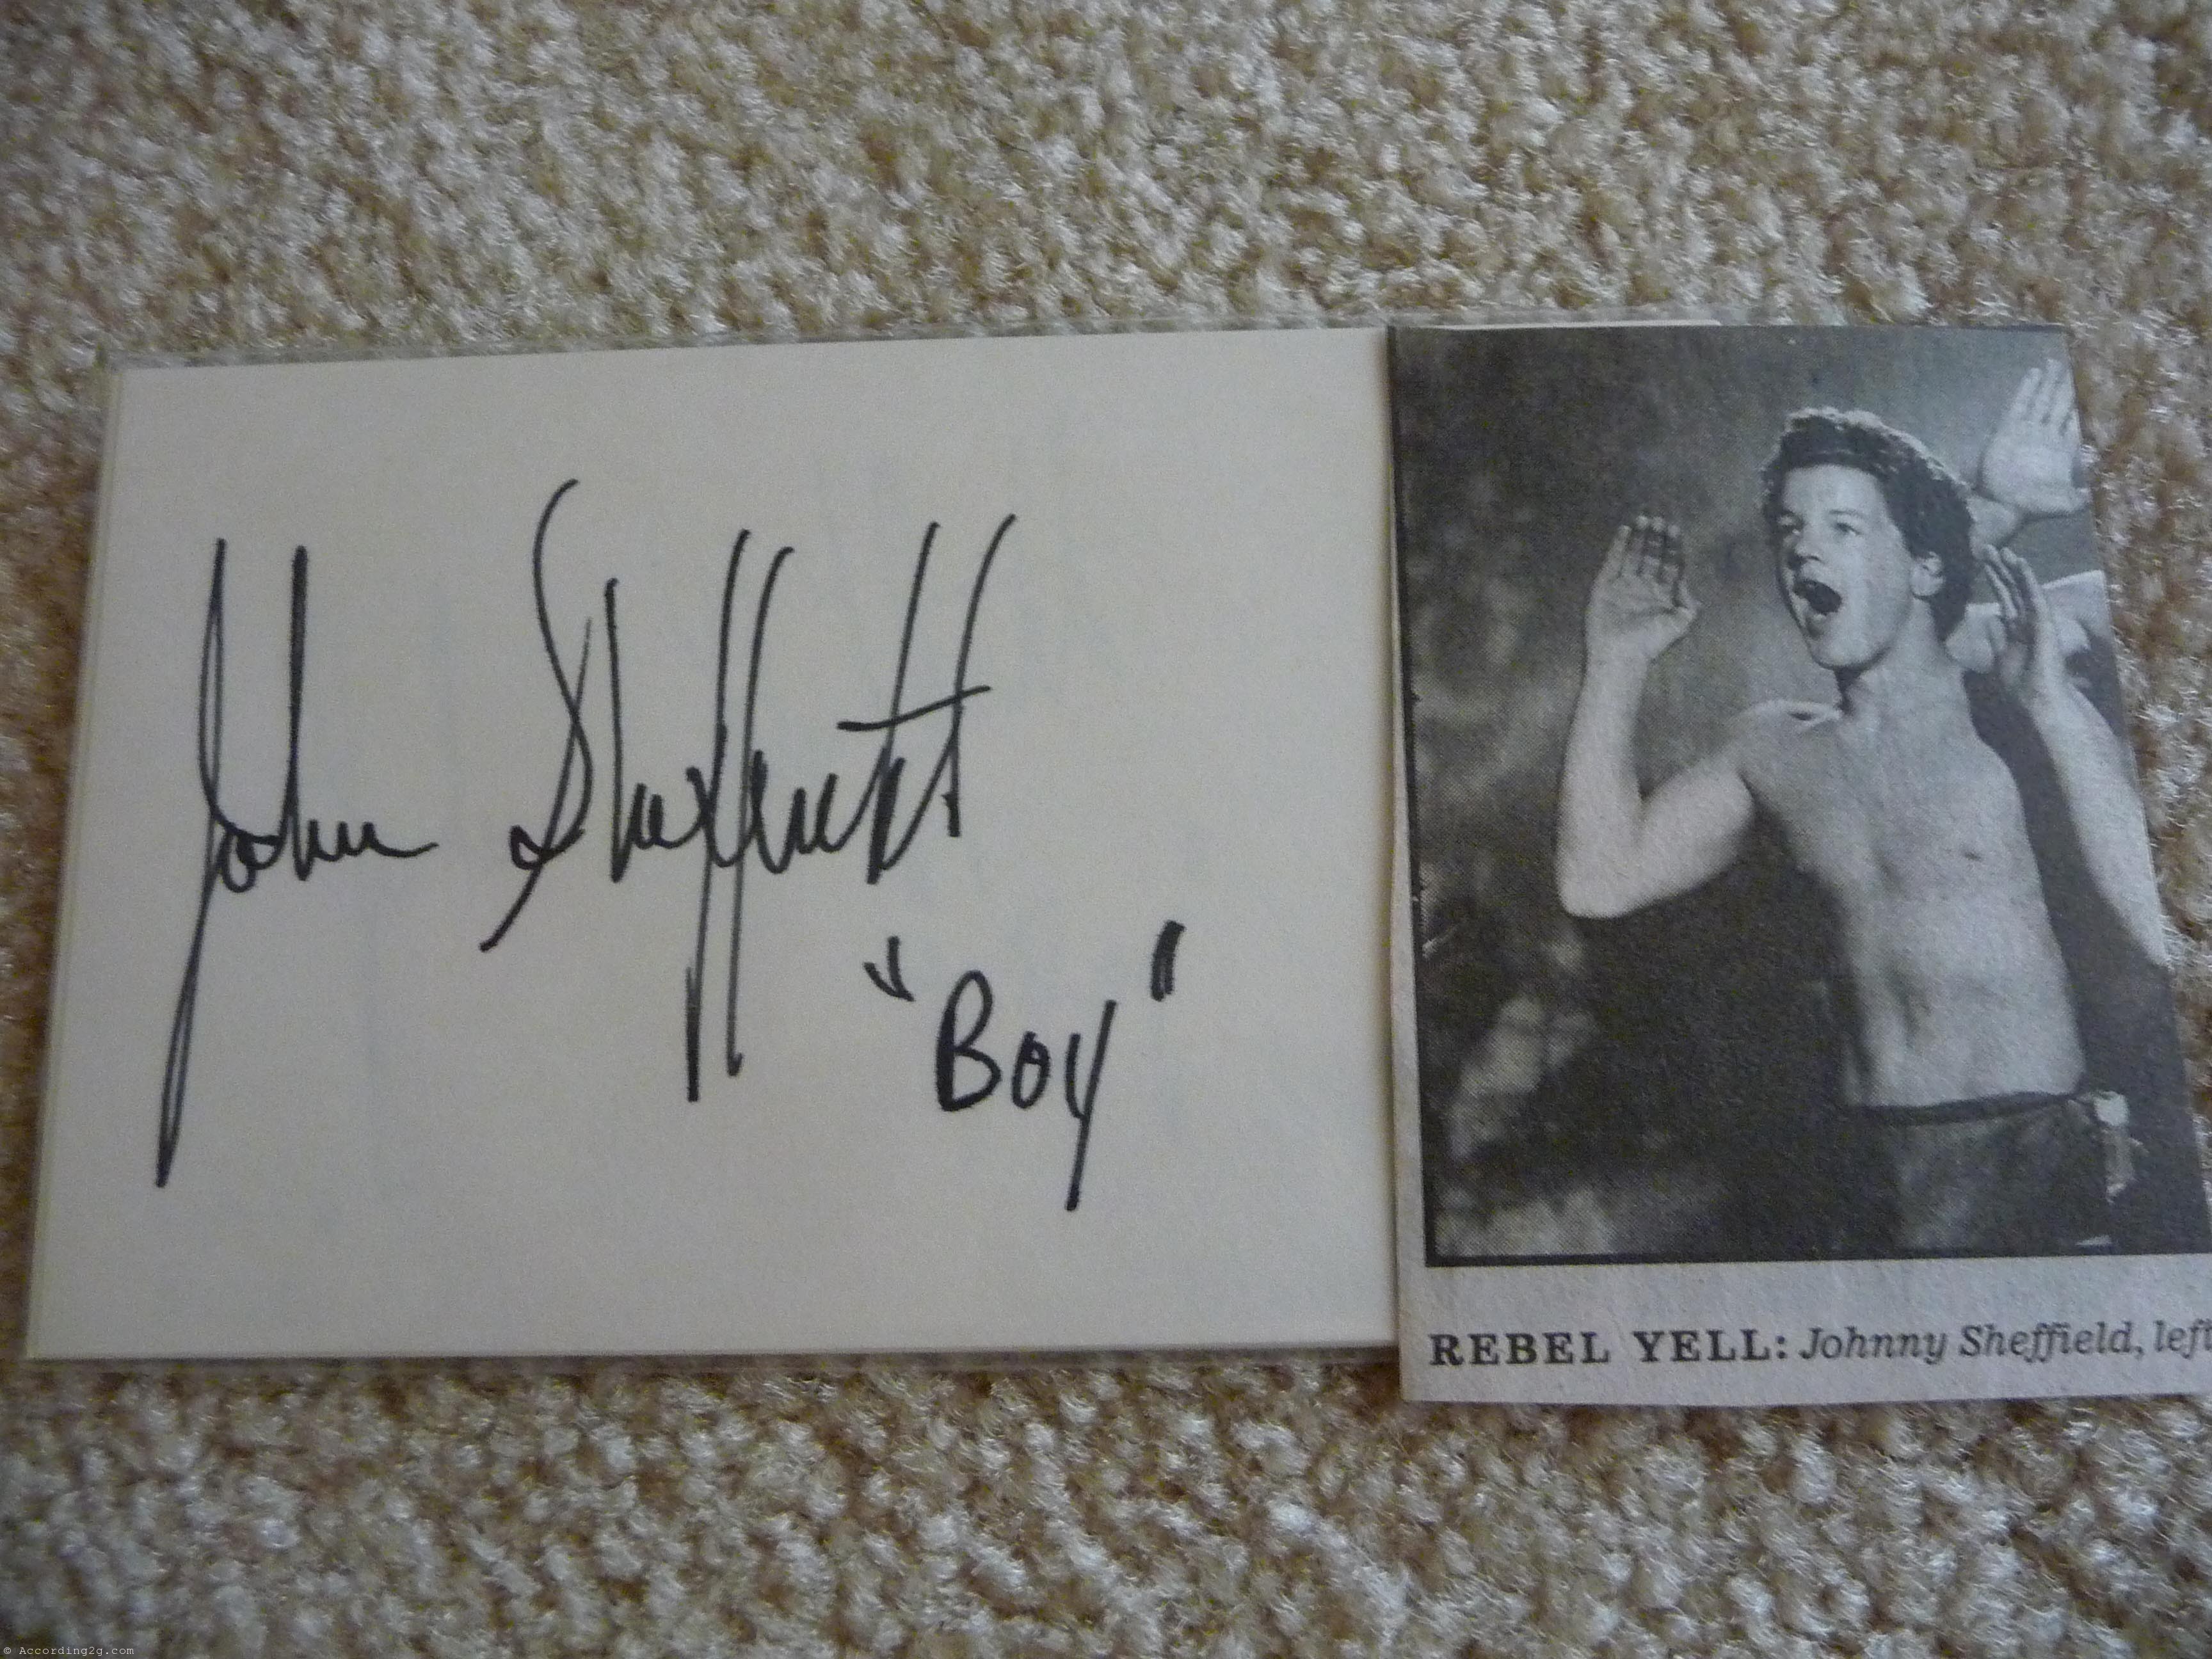 John Sheffield
"Boy"
REBEL YELL: Johnny Sheffield, left
© According2g.com